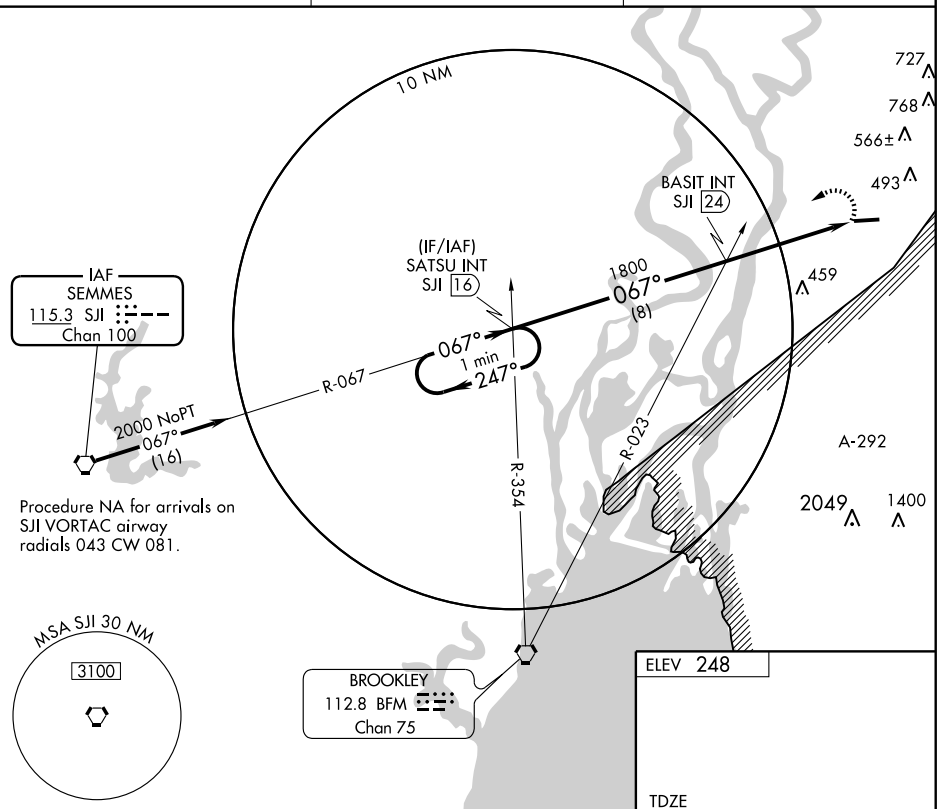 10 NM
727
768
566±
493
BASIT INT
SJI 24
(IF/IAF)
SATSU INT
SJI 16
1800
067°
(8)
459
IAF
SEMMES
115.3 SJI
Chan 100
067°
1 min
247°
R-067
2000 NoPT
067°
(16)
R-354
R-023
A-292
2049
1400
Procedure NA for arrivals on
SJI VORTAC airway
radials 043 CW 081.
MSA SJI 30 NM
3100
BROOKLEY
112.8 BFM
Chan 75
ELEV 248
TDZE